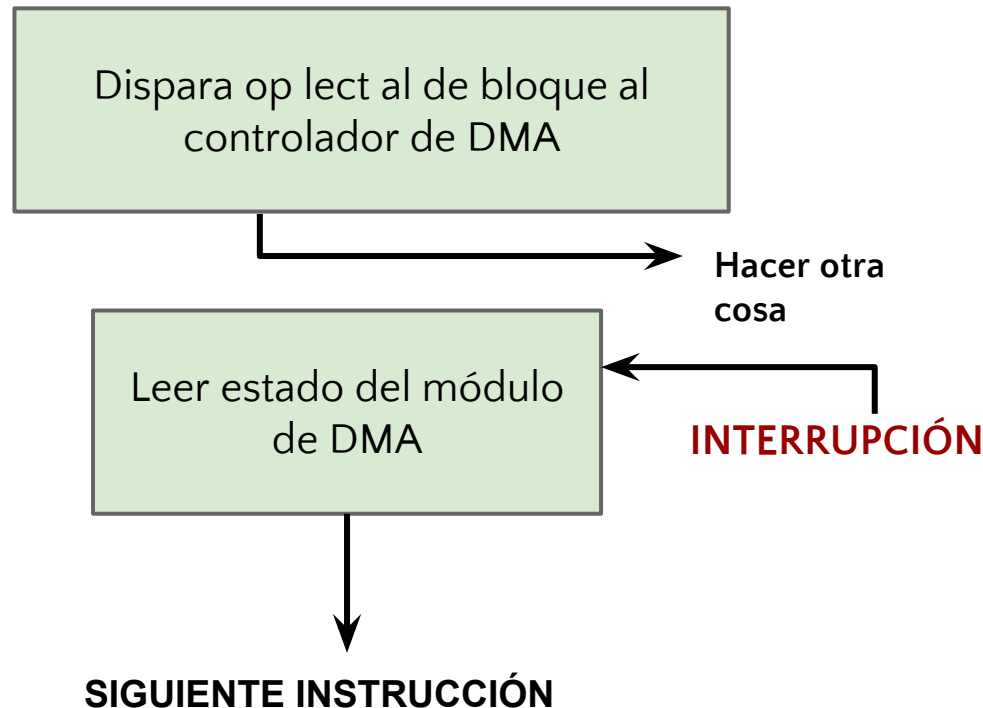 Dispara op lect al de bloque al
controlador de DMA
Hacer otra
cosa
Leer estado del módulo
de DMA
INTERRUPCIÓN
SIGUIENTE INSTRUCCIÓN